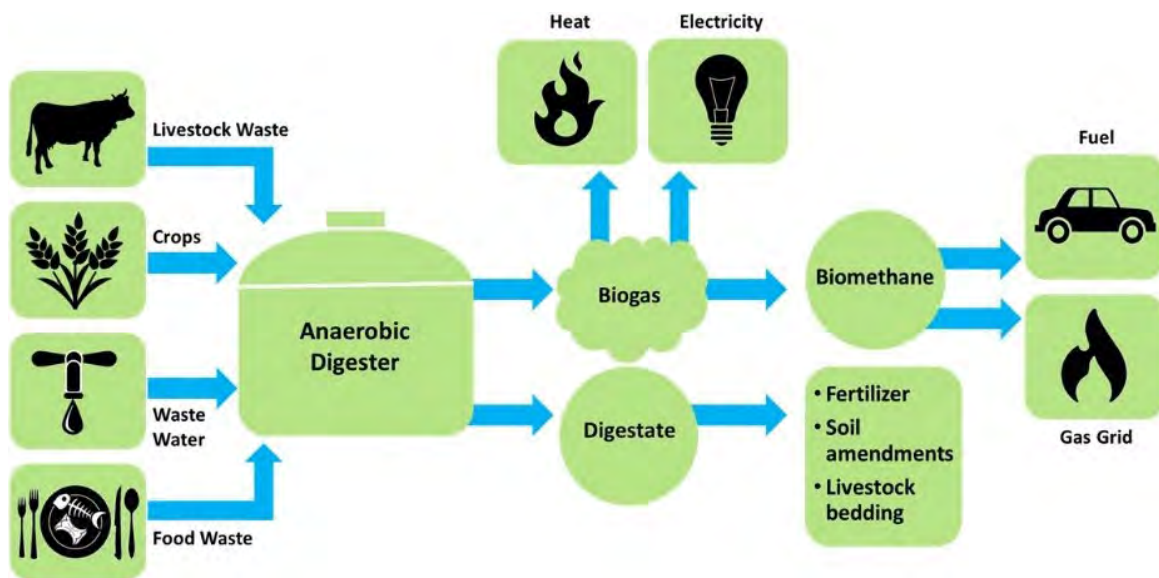 Heat
Electricity
Livestock Waste
Fuel
Crops
Biomethane
Biogas
Anaerobic
Digester
Waste
Water
Digestate
• Fertilizer
• Soil
amendments
• Livestock
bedding
Gas Grid
Food Waste